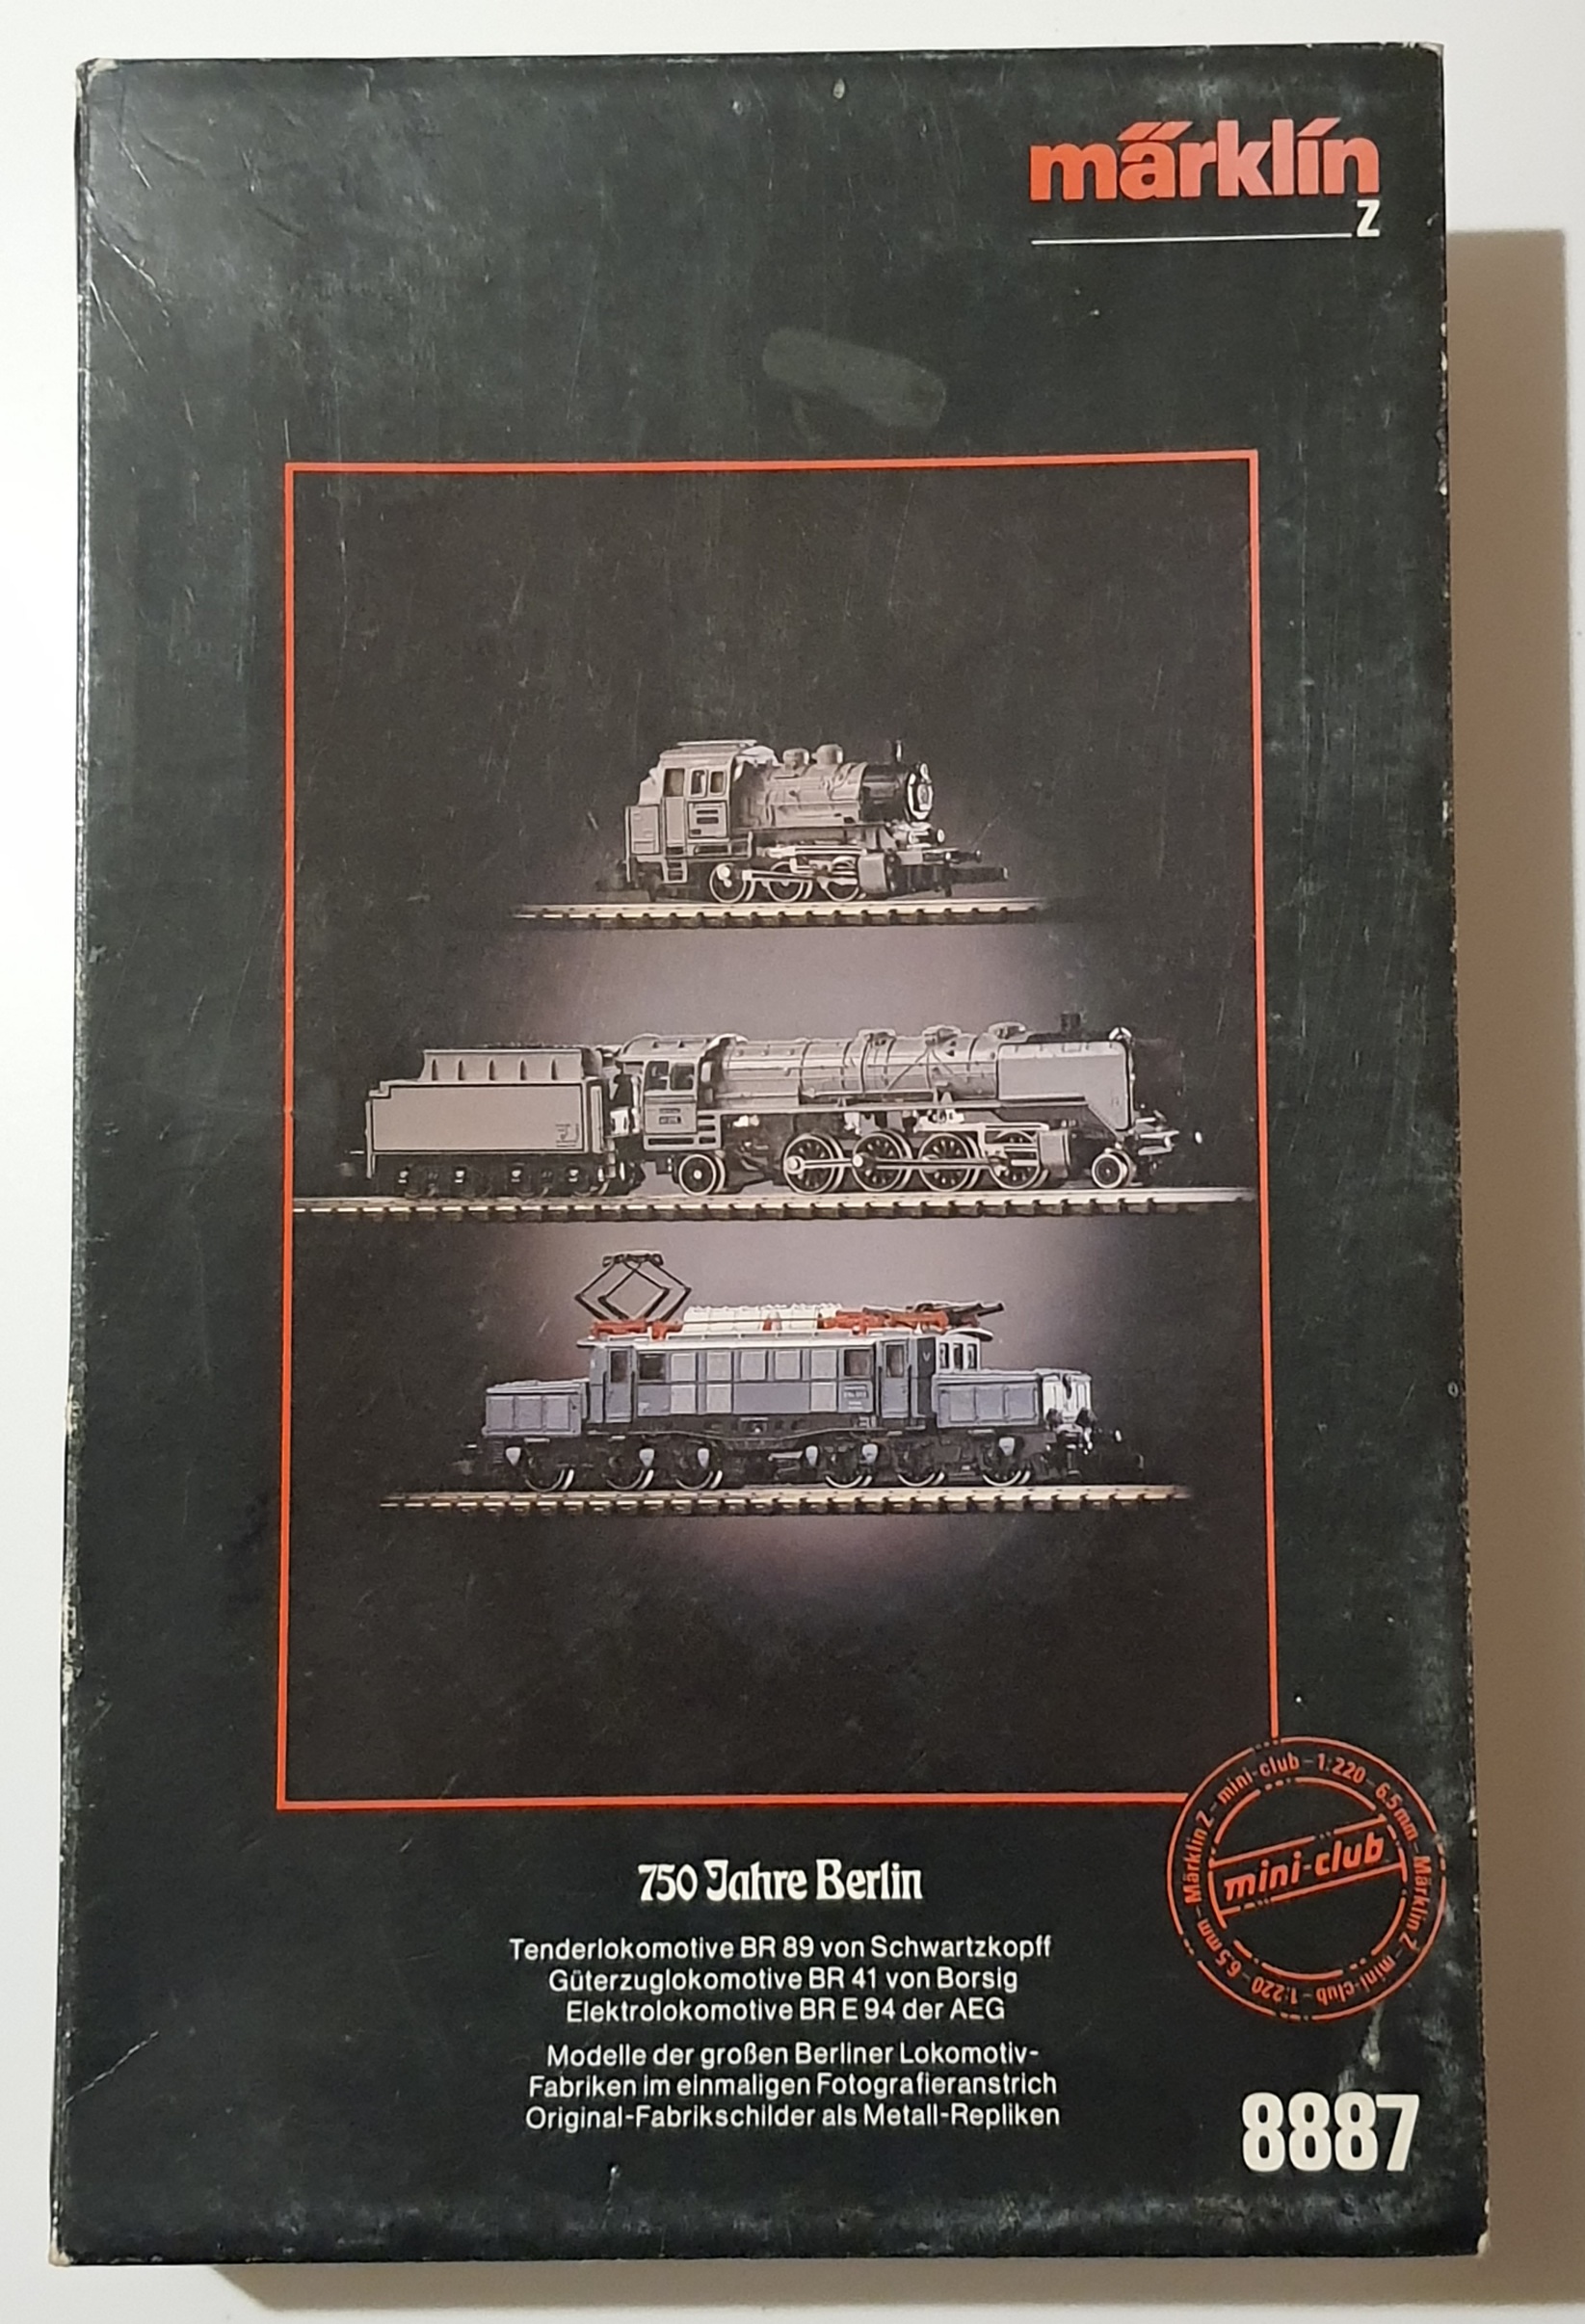 märklin
Z
750 Jahre Berlin
Tenderlokomotive BR 89 von Schwartzkopff
Güterzuglokomotive BR 41 von Borsig
Elektrolokomotive BR E 94 der AEG
Modelle der großen Berliner Lokomotiv-
Fabriken im einmaligen Fotografieranstrich
Original-Fabrikschilder als Metall-Repliken
Märklin Z – mini-club – 1:220 – 6.5 mm – Märklin Z – mini-club – 1:220 – 6.5 mm –
mini-club
8887